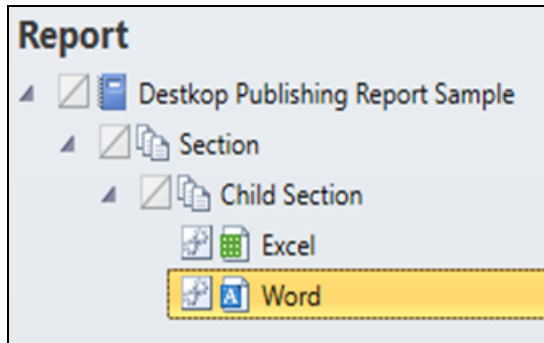 Report
Destkop Publishing Report Sample
Section
Child Section
Excel
Word